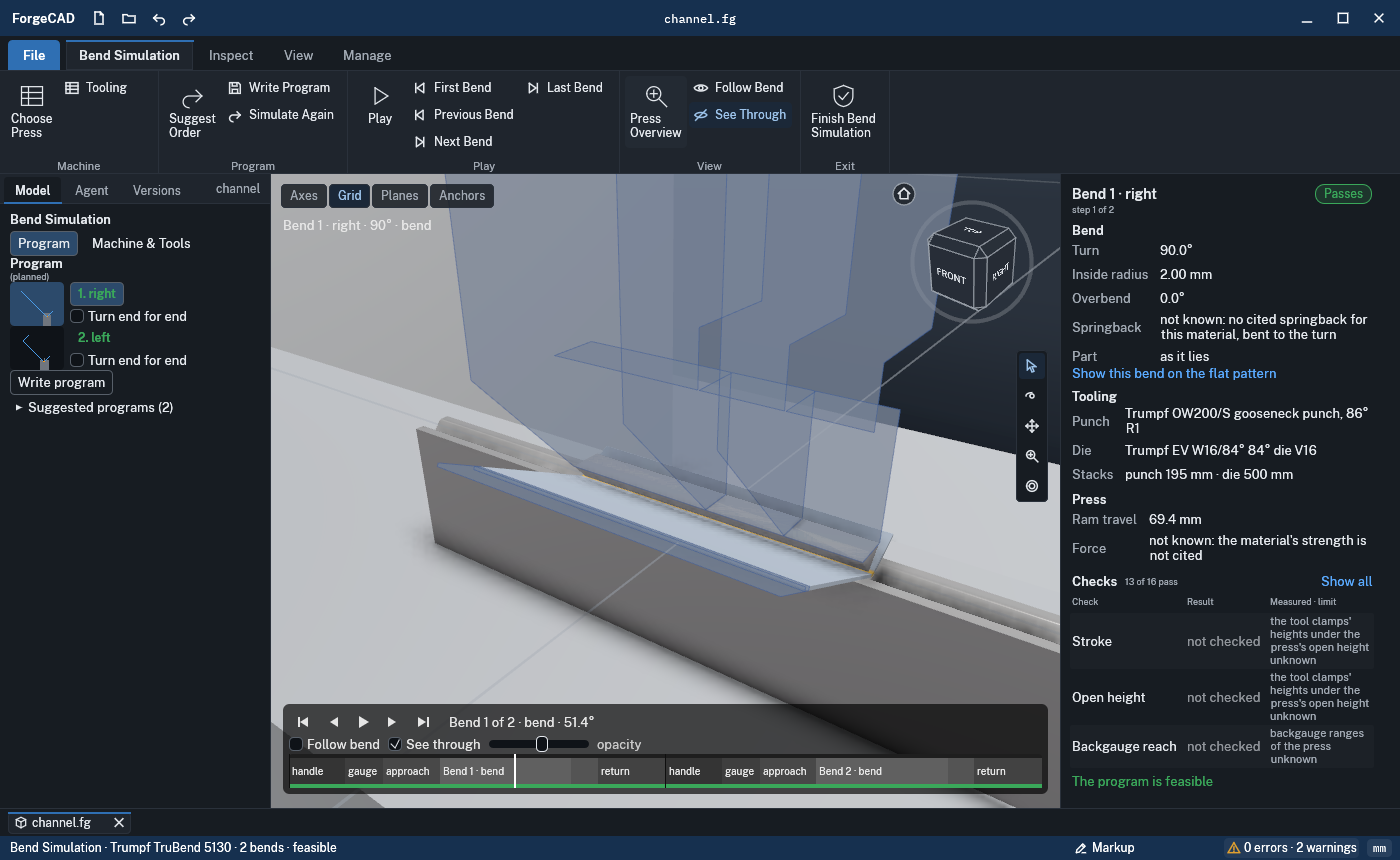 ForgeCAD
channel.fg
File
Bend Simulation
Inspect
View
Manage
Choose Press
Tooling
Machine
Suggest Order
Write Program
Simulate Again
Program
Play
First Bend
Previous Bend
Next Bend
Last Bend
Play
Press Overview
Follow Bend
See Through
View
Finish Bend Simulation
Exit
Model
Agent
Versions
channel
Bend Simulation
Program
Machine & Tools
Program
(planned)
1. right
Turn end for end
2. left
Turn end for end
Write program
Suggested programs (2)
Axes
Grid
Planes
Anchors
Bend 1 · right · 90° · bend
TOP
FRONT
RIGHT
Bend 1 of 2 · bend · 51.4°
Follow bend
See through
opacity
handle
gauge
approach
Bend 1 · bend
return
handle
gauge
approach
Bend 2 · bend
return
Bend 1 · right
Passes
step 1 of 2
Bend
Turn 90.0°
Inside radius 2.00 mm
Overbend 0.0°
Springback not known: no cited springback for
this material, bent to the turn
Part as it lies
Show this bend on the flat pattern
Tooling
Punch Trumpf OW200/S gooseneck punch, 86°
R1
Die Trumpf EV W16/84° 84° die V16
Stacks punch 195 mm · die 500 mm
Press
Ram travel 69.4 mm
Force not known: the material's strength is
not cited
Checks 13 of 16 pass Show all
Check Result Measured · limit
Stroke not checked the tool clamps'
heights under the
press's open height
unknown
Open height not checked the tool clamps'
heights under the
press's open height
unknown
Backgauge reach not checked backgauge ranges
of the press
unknown
The program is feasible
channel.fg
Bend Simulation · Trumpf TruBend 5130 · 2 bends · feasible
Markup
0 errors · 2 warnings
mm